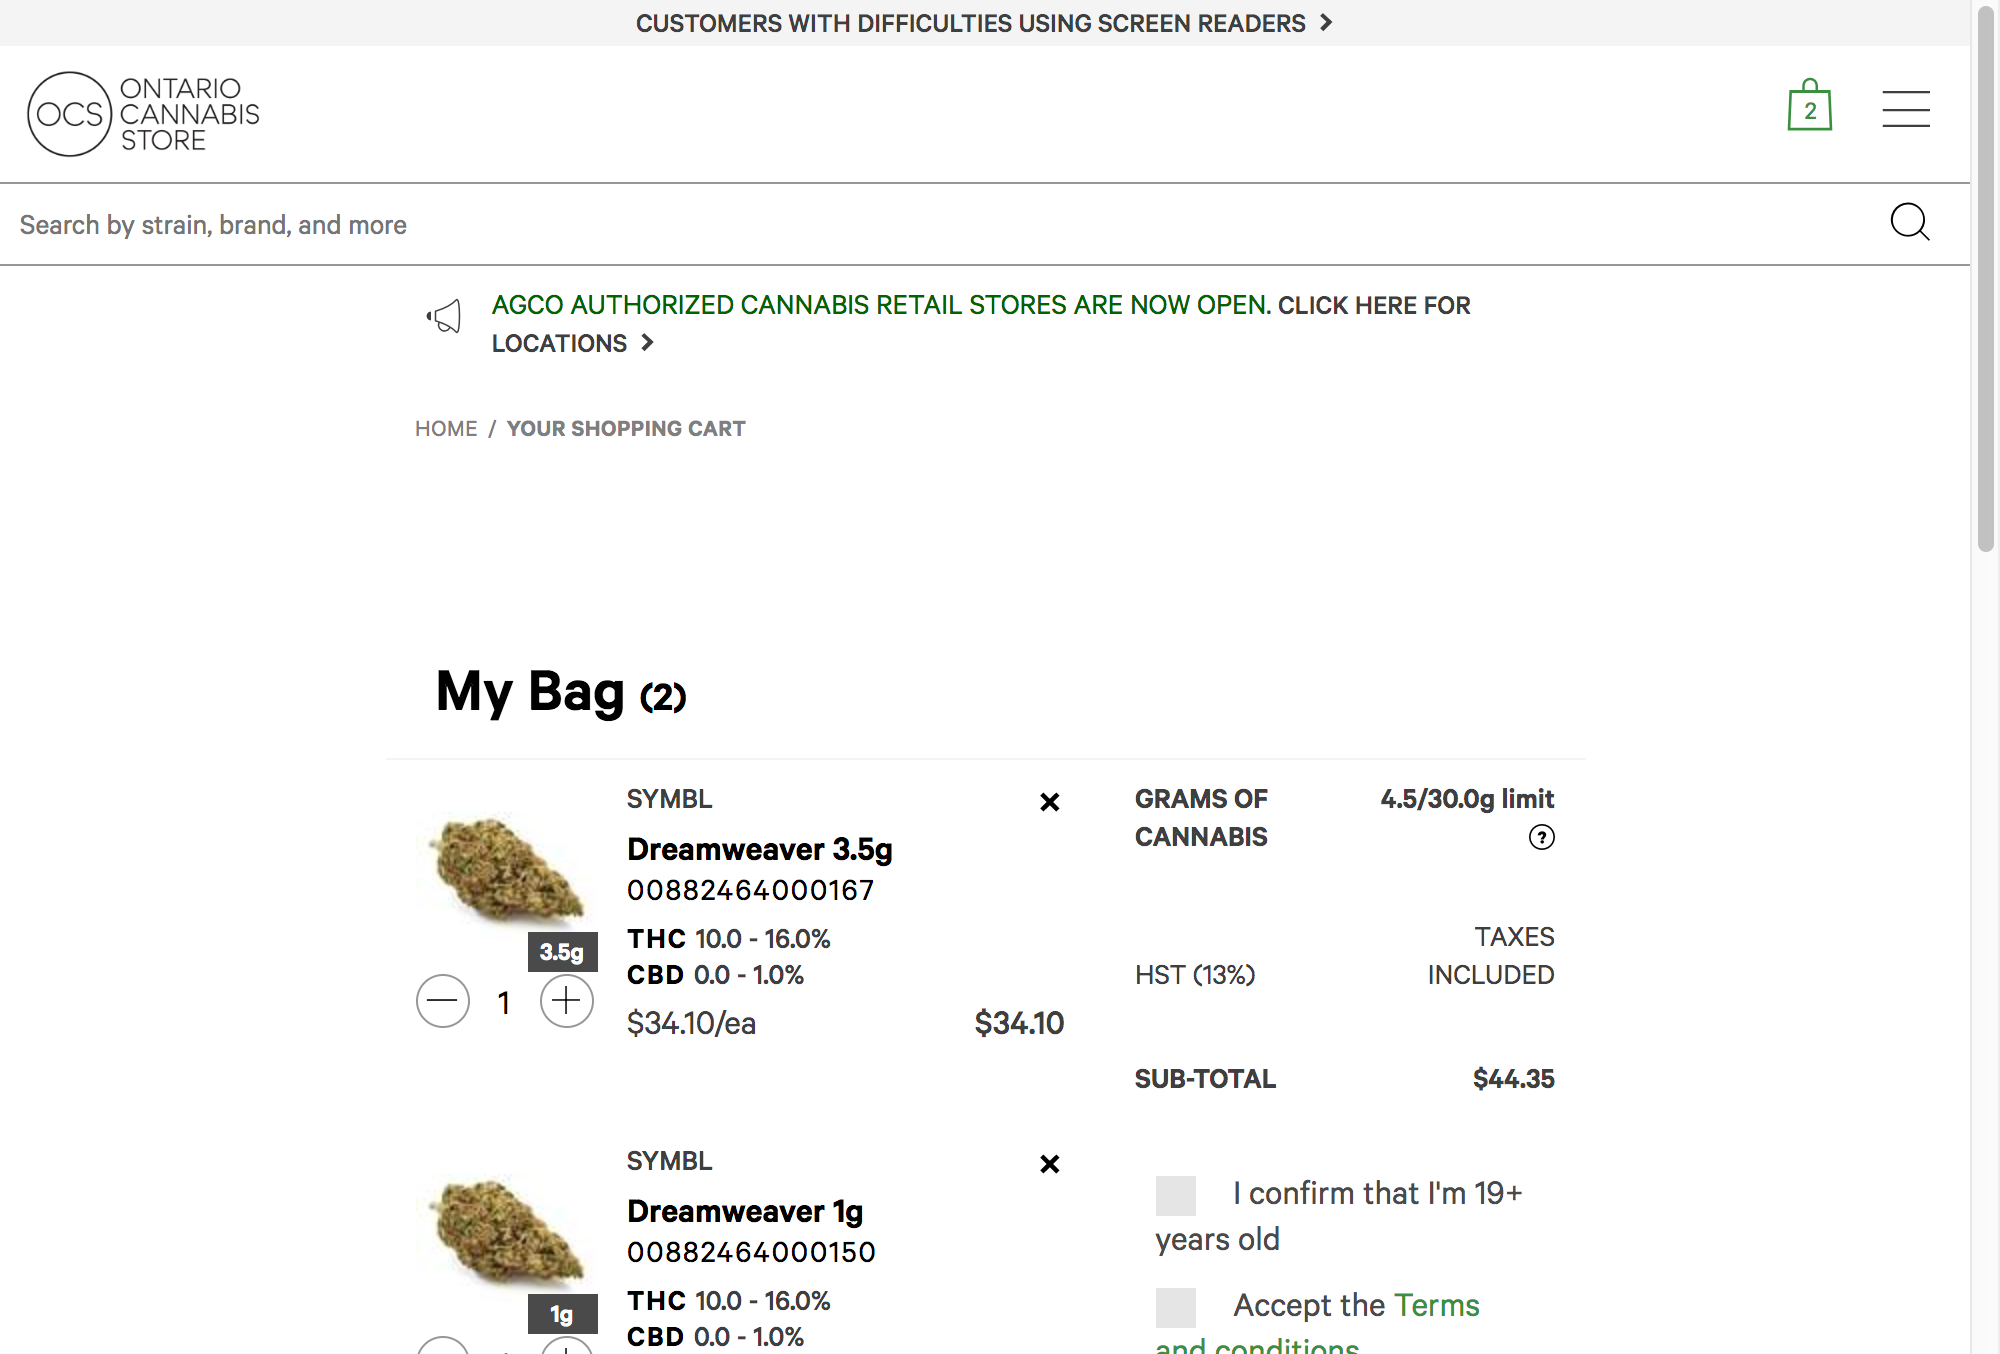 CUSTOMERS WITH DIFFICULTIES USING SCREEN READERS
OCS
ONTARIO
CANNABIS
STORE
2
Search by strain, brand, and more
AGCO AUTHORIZED CANNABIS RETAIL STORES ARE NOW OPEN. CLICK HERE FOR
LOCATIONS
HOME / YOUR SHOPPING CART
My Bag (2)
SYMBL
Dreamweaver 3.5g
00882464000167
THC 10.0 - 16.0%
CBD 0.0 - 1.0%
3.5g
1
$34.10/ea
$34.10
SYMBL
Dreamweaver 1g
00882464000150
THC 10.0 - 16.0%
CBD 0.0 - 1.0%
1g
GRAMS OF
CANNABIS
4.5/30.0g limit
?
HST (13%)
TAXES
INCLUDED
SUB-TOTAL
$44.35
I confirm that I'm 19+
years old
Accept the Terms
and conditions